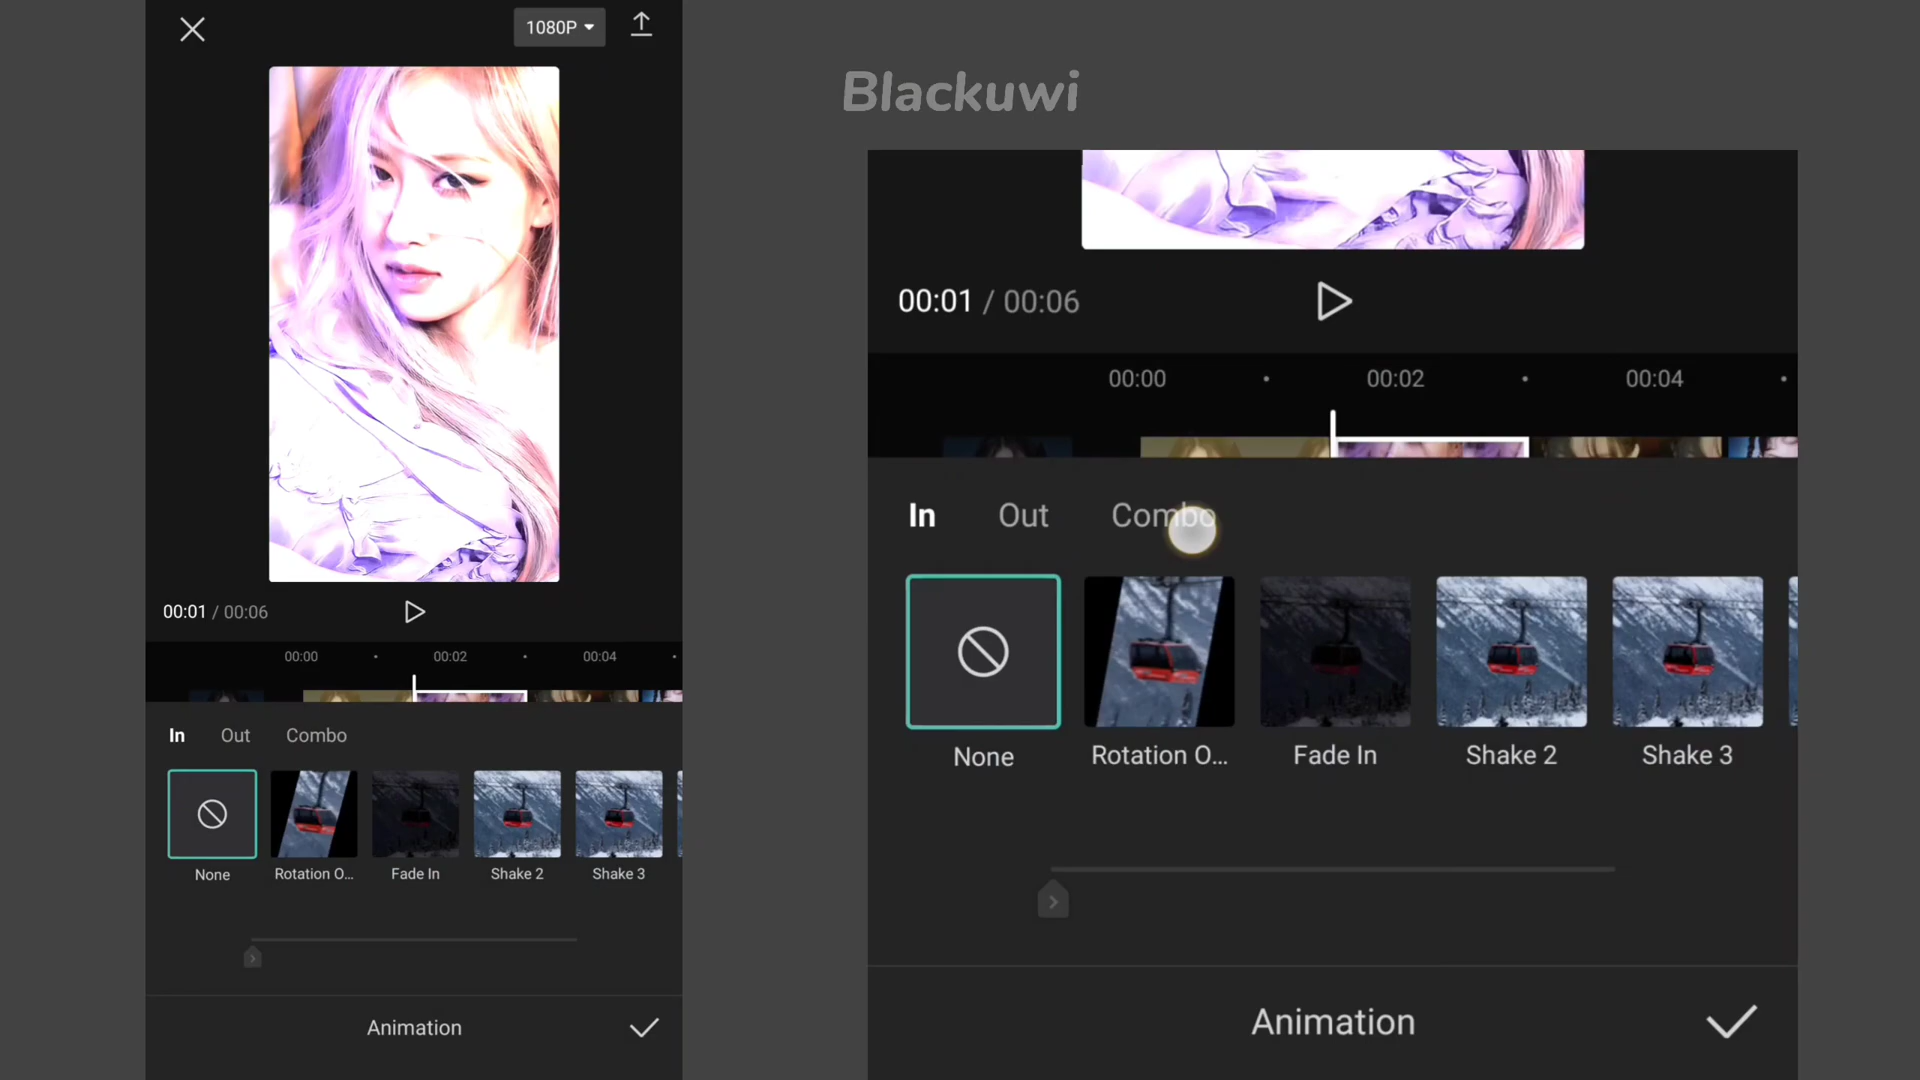 1080P
00:01 / 00:06
00:00
00:02
00:04
In
Out
Combo
None
Rotation O...
Fade In
Shake 2
Shake 3
Animation
Blackuwi
00:01 / 00:06
00:00
00:02
00:04
In
Out
Combo
None
Rotation O...
Fade In
Shake 2
Shake 3
Animation